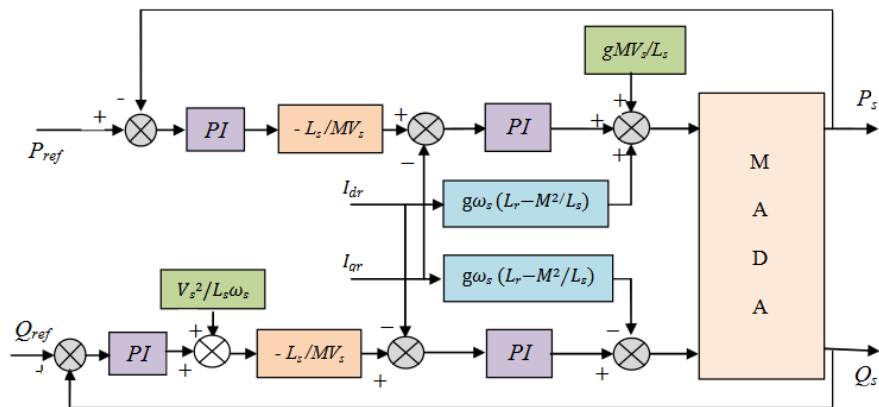 gMVs/Ls
-
+
Pref
PI
- Ls/MVs
+
−
PI
+
+
+
Ps
M
A
D
A
Idr
gωs (Lr−M²/Ls)
Iqr
gωs (Lr−M²/Ls)
Vs²/Lsωs
Qref
PI
+
+
- Ls/MVs
−
+
PI
−
+
Qs